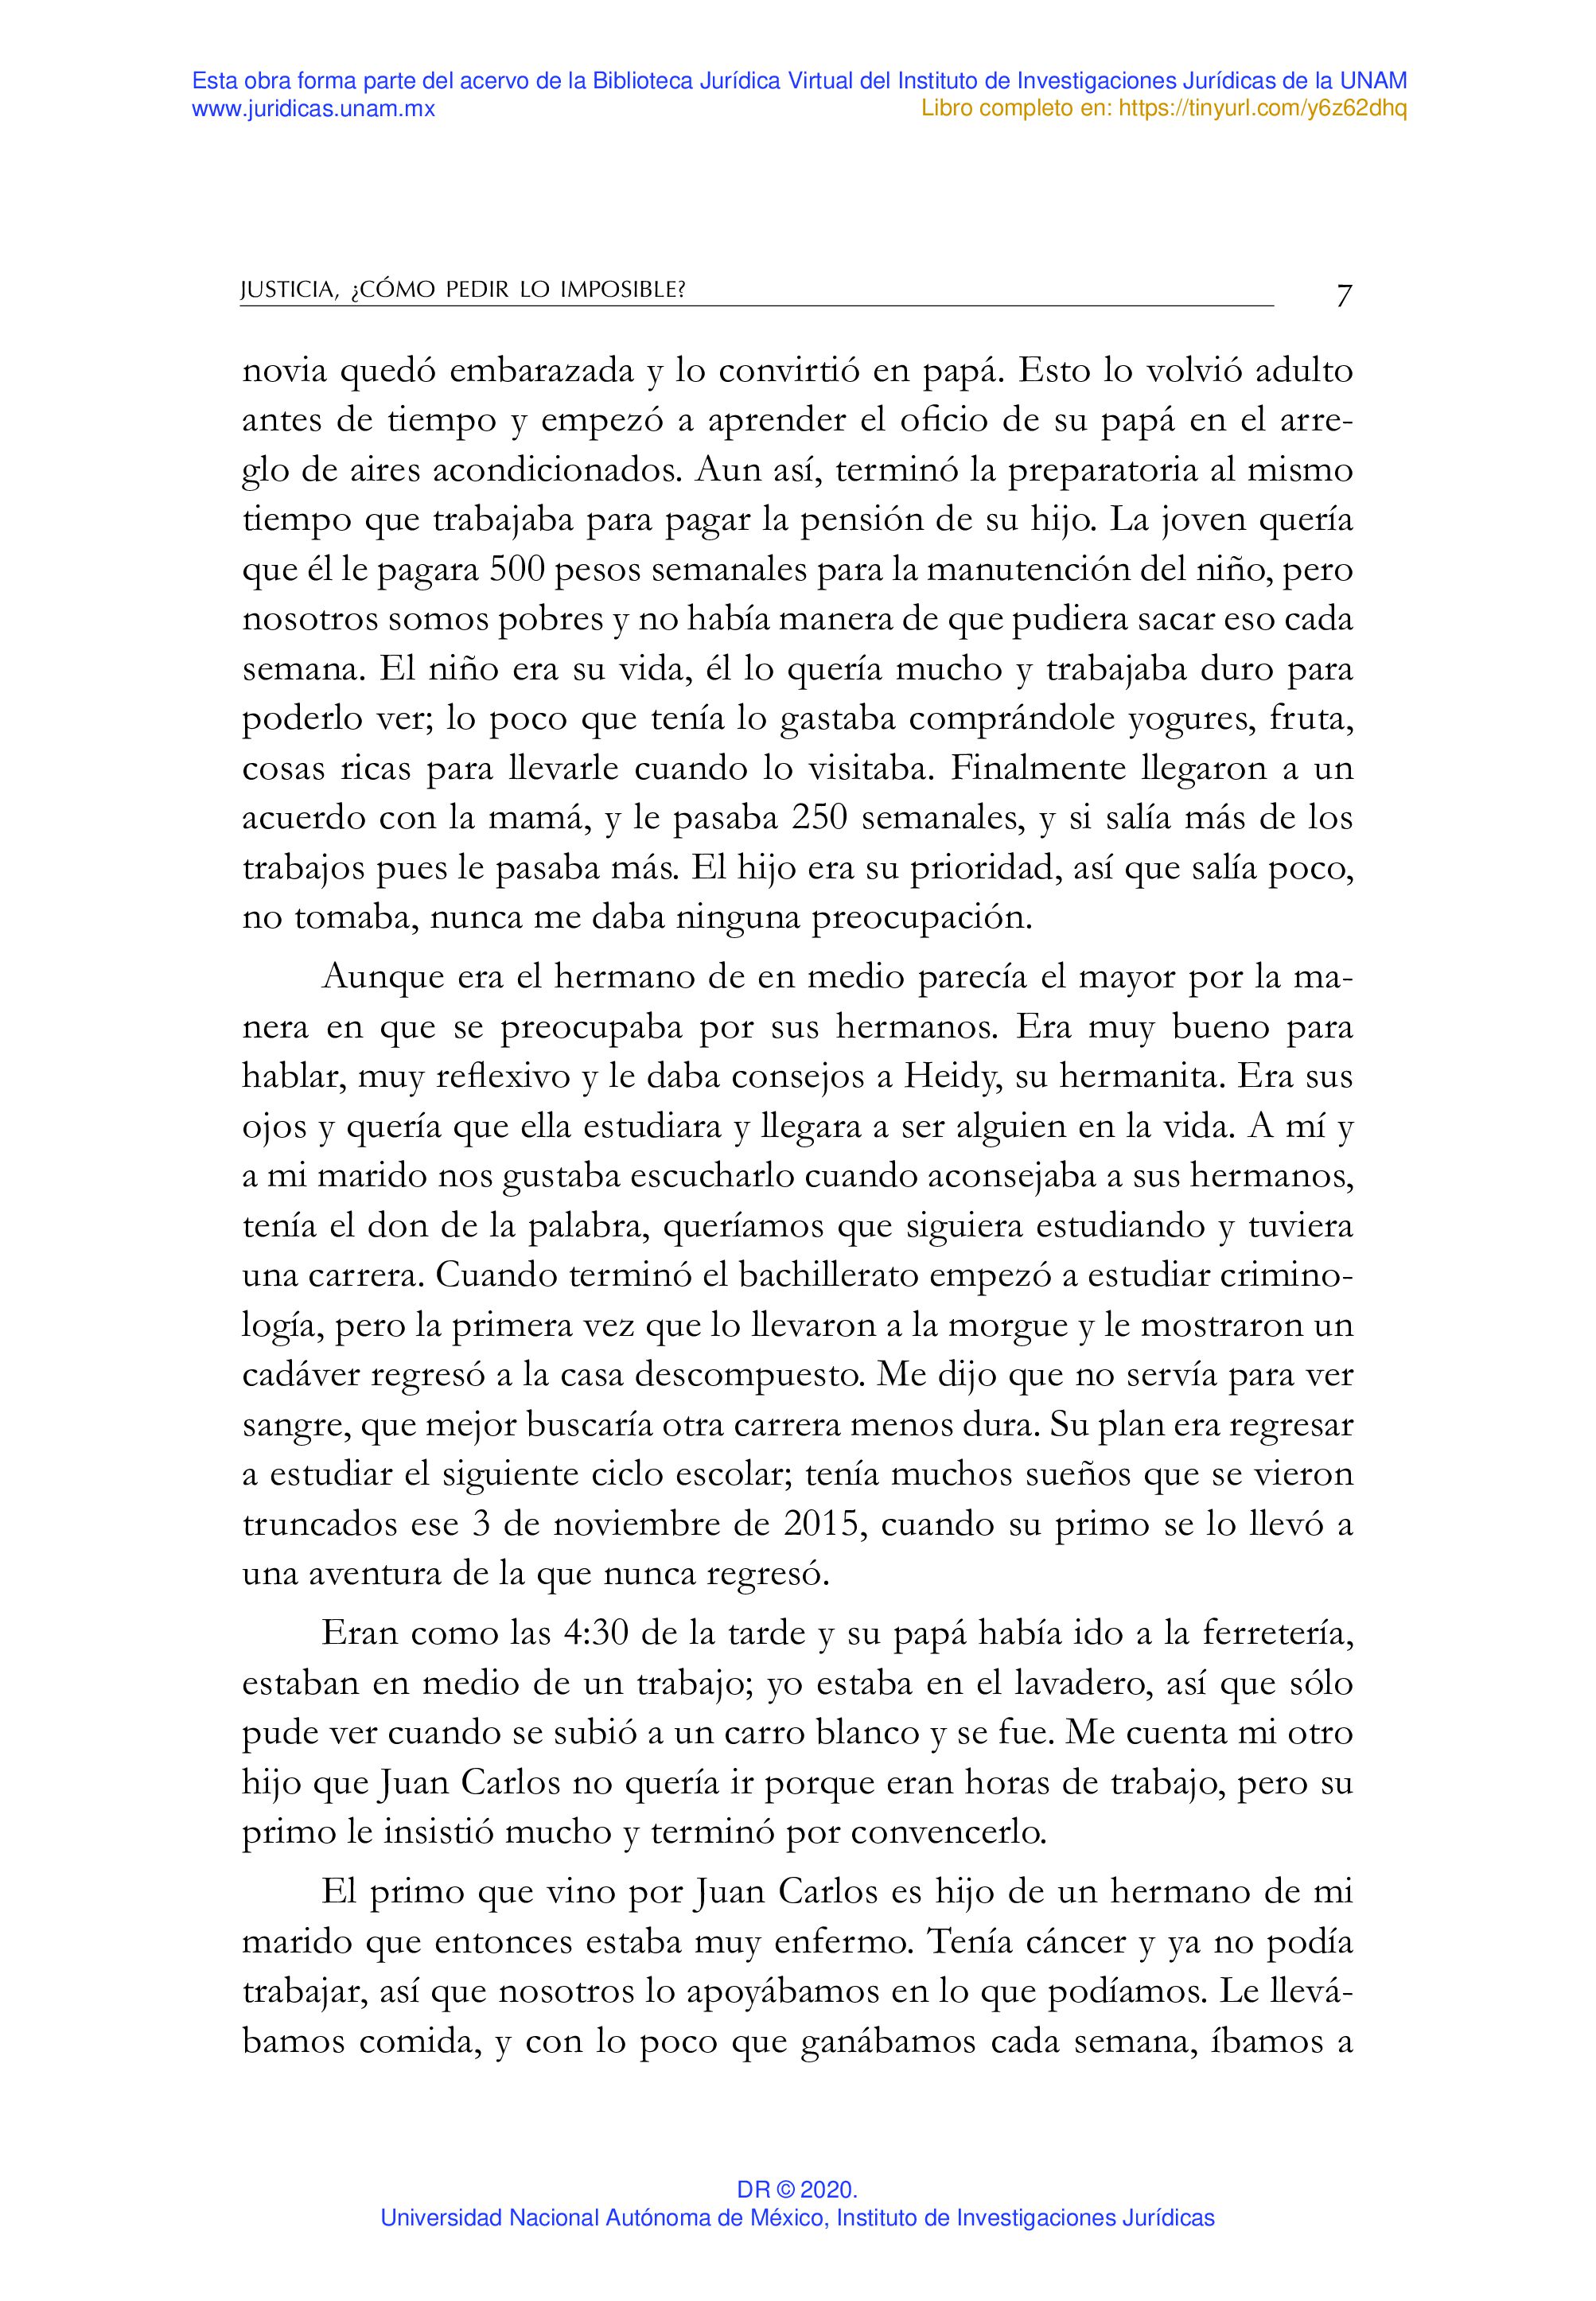 Esta obra forma parte del acervo de la Biblioteca Jurídica Virtual del Instituto de Investigaciones Jurídicas de la UNAM
www.juridicas.unam.mx
Libro completo en: https://tinyurl.com/y6z62dhq
JUSTICIA, ¿CÓMO PEDIR LO IMPOSIBLE?
7
novia quedó embarazada y lo convirtió en papá. Esto lo volvió adulto
antes de tiempo y empezó a aprender el oficio de su papá en el arre-
glo de aires acondicionados. Aun así, terminó la preparatoria al mismo
tiempo que trabajaba para pagar la pensión de su hijo. La joven quería
que él le pagara 500 pesos semanales para la manutención del niño, pero
nosotros somos pobres y no había manera de que pudiera sacar eso cada
semana. El niño era su vida, él lo quería mucho y trabajaba duro para
poderlo ver; lo poco que tenía lo gastaba comprándole yogures, fruta,
cosas ricas para llevarle cuando lo visitaba. Finalmente llegaron a un
acuerdo con la mamá, y le pasaba 250 semanales, y si salía más de los
trabajos pues le pasaba más. El hijo era su prioridad, así que salía poco,
no tomaba, nunca me daba ninguna preocupación.
Aunque era el hermano de en medio parecía el mayor por la ma-
nera en que se preocupaba por sus hermanos. Era muy bueno para
hablar, muy reflexivo y le daba consejos a Heidy, su hermanita. Era sus
ojos y quería que ella estudiara y llegara a ser alguien en la vida. A mí y
a mi marido nos gustaba escucharlo cuando aconsejaba a sus hermanos,
tenía el don de la palabra, queríamos que siguiera estudiando y tuviera
una carrera. Cuando terminó el bachillerato empezó a estudiar crimino-
logía, pero la primera vez que lo llevaron a la morgue y le mostraron un
cadáver regresó a la casa descompuesto. Me dijo que no servía para ver
sangre, que mejor buscaría otra carrera menos dura. Su plan era regresar
a estudiar el siguiente ciclo escolar; tenía muchos sueños que se vieron
truncados ese 3 de noviembre de 2015, cuando su primo se lo llevó a
una aventura de la que nunca regresó.
Eran como las 4:30 de la tarde y su papá había ido a la ferretería,
estaban en medio de un trabajo; yo estaba en el lavadero, así que sólo
pude ver cuando se subió a un carro blanco y se fue. Me cuenta mi otro
hijo que Juan Carlos no quería ir porque eran horas de trabajo, pero su
primo le insistió mucho y terminó por convencerlo.
El primo que vino por Juan Carlos es hijo de un hermano de mi
marido que entonces estaba muy enfermo. Tenía cáncer y ya no podía
trabajar, así que nosotros lo apoyábamos en lo que podíamos. Le llevá-
bamos comida, y con lo poco que ganábamos cada semana, íbamos a
DR © 2020.
Universidad Nacional Autónoma de México, Instituto de Investigaciones Jurídicas